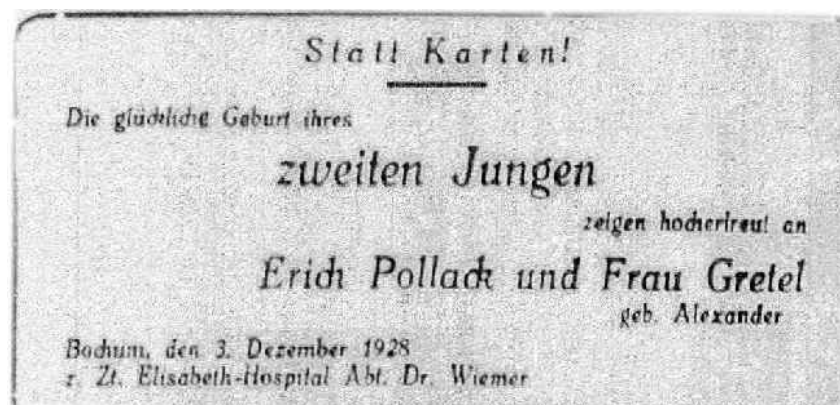 Statt Karten!
Die glückliche Geburt ihres
zweiten Jungen
zeigen hocherfreut an
Erich Pollack und Frau Gretel
geb. Alexander
Bochum, den 3. Dezember 1928
z. Zt. Elisabeth-Hospital Abt. Dr. Wiemer